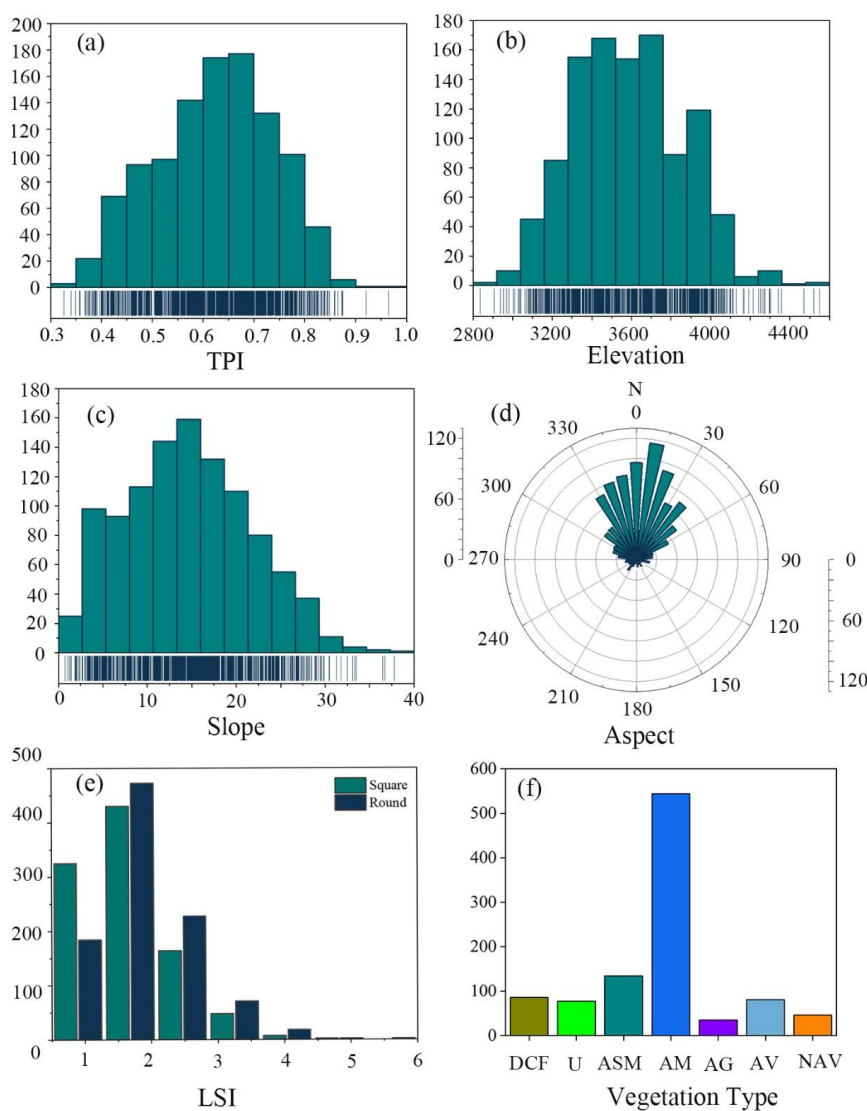 (a)
200
180
160
140
120
100
80
60
40
20
0
0.3 0.4 0.5 0.6 0.7 0.8 0.9 1.0
TPI
(b)
180
160
140
120
100
80
60
40
20
0
2800 3200 3600 4000 4400
Elevation
(c)
180
160
140
120
100
80
60
40
20
0
0 10 20 30 40
Slope
(d)
N
0
330 30
300 60
270 90
240 120
210 150
180
120
60
0
0
60
120
Aspect
(e)
Square
Round
500
400
300
200
100
0
1 2 3 4 5 6
LSI
(f)
600
500
400
300
200
100
0
DCF U ASM AM AG AV NAV
Vegetation Type